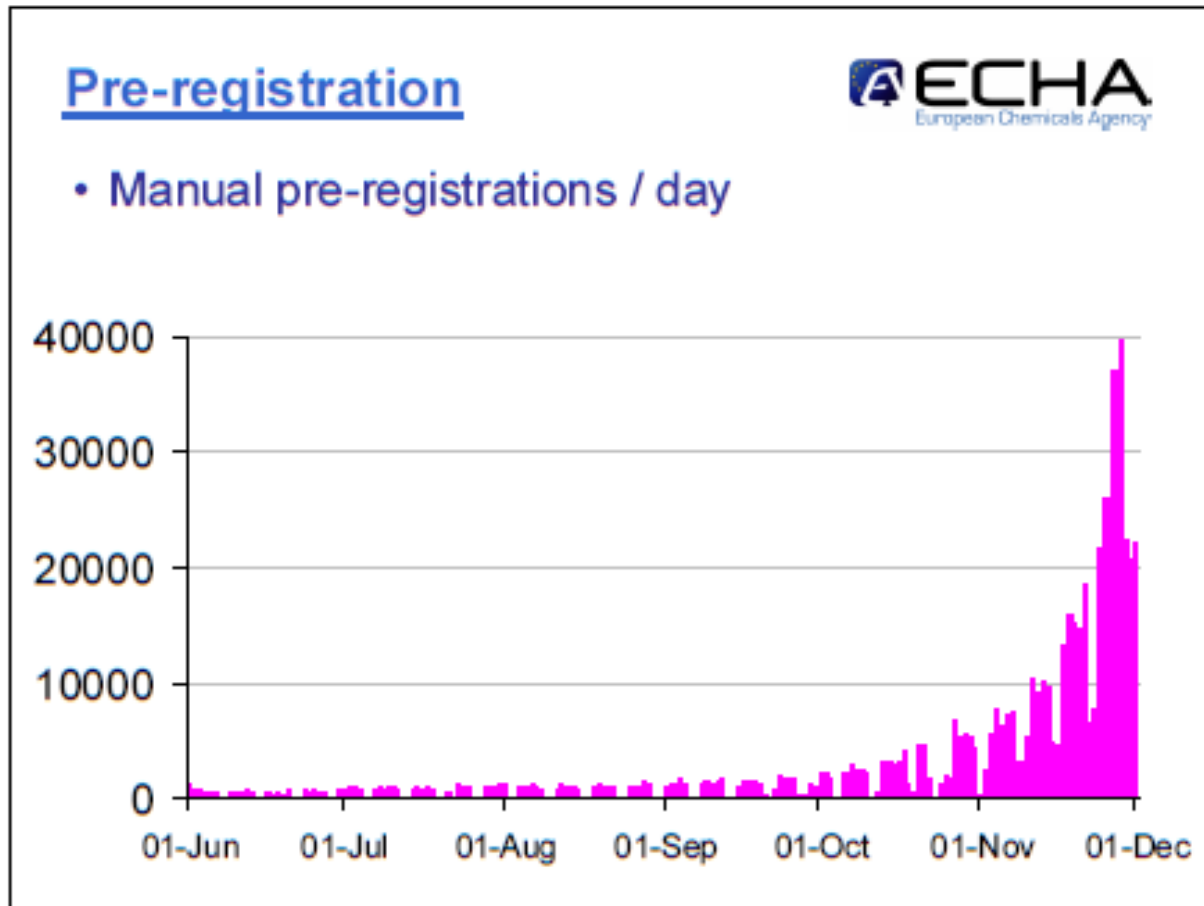 Pre-registration
ECHA
European Chemicals Agency
• Manual pre-registrations / day
40000
30000
20000
10000
0
01-Jun 01-Jul 01-Aug 01-Sep 01-Oct 01-Nov 01-Dec